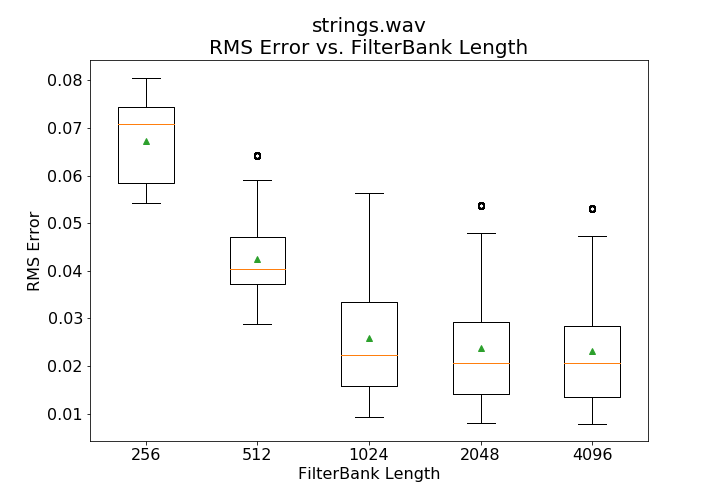 strings.wav
RMS Error vs. FilterBank Length
0.08
0.07
0.06
0.05
0.04
0.03
0.02
0.01
RMS Error
256 512 1024 2048 4096
FilterBank Length